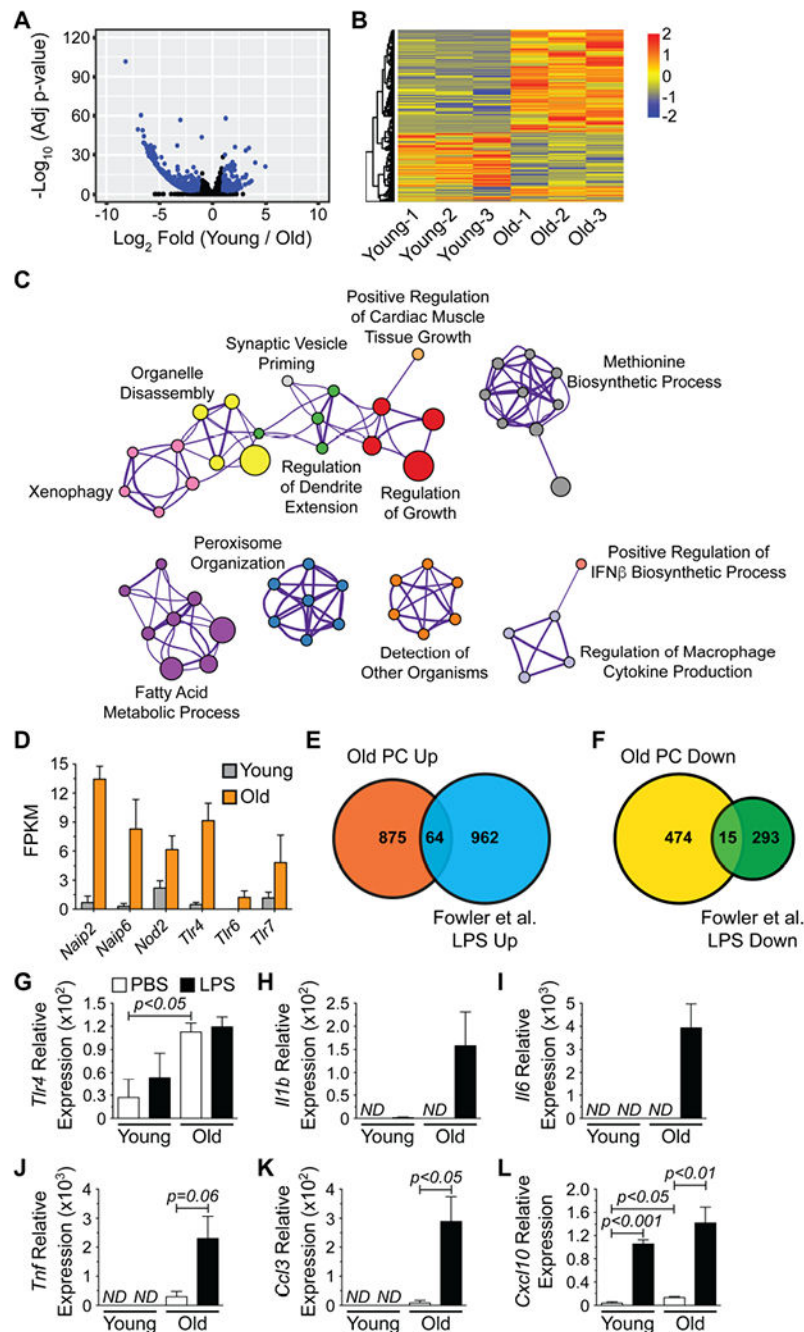 A
120
90
60
30
0
-Log10 (Adj p-value)
-10 -5 0 5 10
Log2 Fold (Young / Old)
B
2
1
0
-1
-2
Young-1 Young-2 Young-3 Old-1 Old-2 Old-3
C
Positive Regulation
of Cardiac Muscle
Tissue Growth
Synaptic Vesicle
Priming
Organelle
Disassembly
Methionine
Biosynthetic Process
Xenophagy
Regulation
of Dendrite
Extension
Regulation
of Growth
Peroxisome
Organization
Positive Regulation of
IFNβ Biosynthetic Process
Detection of
Other Organisms
Regulation of Macrophage
Cytokine Production
Fatty Acid
Metabolic Process
D
15
12
9
6
3
0
FPKM
Young
Old
Naip2 Naip6 Nod2 Tlr4 Tlr6 Tlr7
E
Old PC Up
875 64 962
Fowler et al.
LPS Up
F
Old PC Down
474 15 293
Fowler et al.
LPS Down
G
PBS LPS
p<0.05
Tlr4 Relative
Expression (x10²)
1.5
1.2
0.9
0.6
0.3
0
Young Old
H
Il1b Relative
Expression (x10²)
2.5
2.0
1.5
1.0
0.5
0
ND ND
Young Old
I
Il6 Relative
Expression (x10³)
5
4
3
2
1
0
ND ND ND
Young Old
J
Tnf Relative
Expression (x10³)
4
3
2
1
0
p=0.06
ND ND
Young Old
K
Ccl3 Relative
Expression (x10²)
4
3
2
1
0
p<0.05
ND ND
Young Old
L
Cxcl10 Relative
Expression
2.0
1.6
1.2
0.8
0.4
0
p<0.01
p<0.05
p<0.001
Young Old